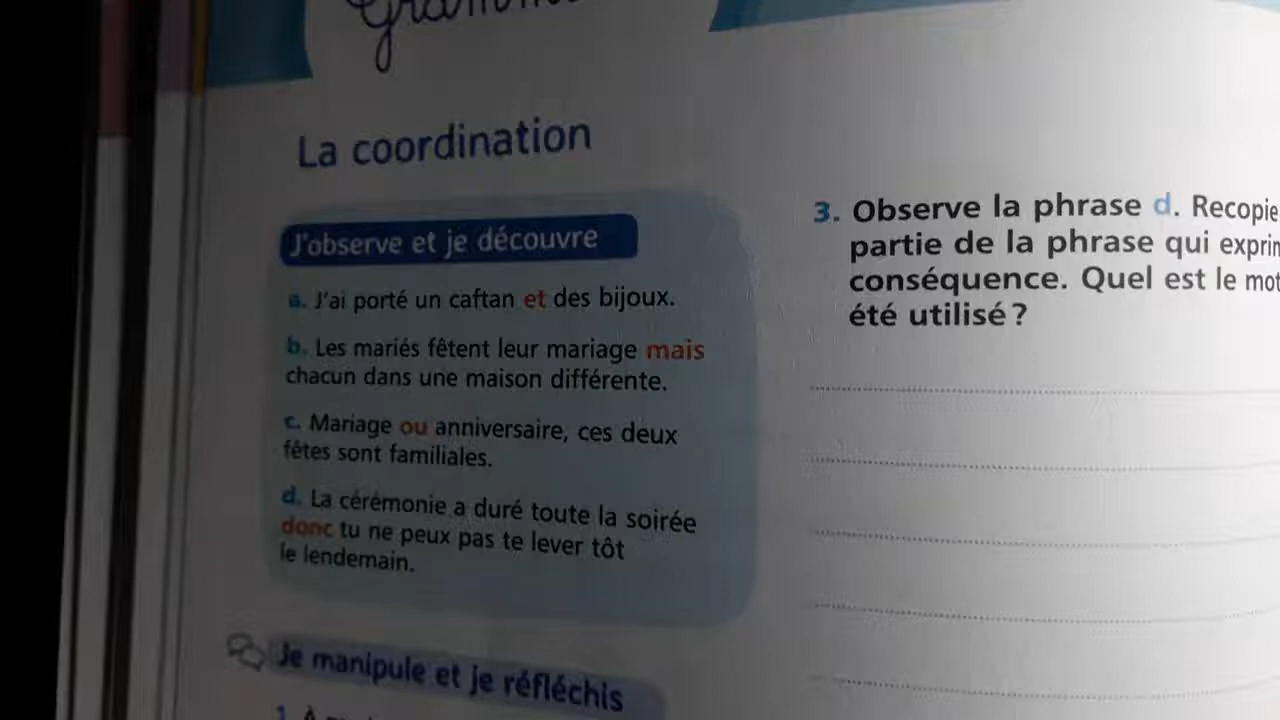 La coordination
J'observe et je découvre
a. J'ai porté un caftan et des bijoux.
b. Les mariés fêtent leur mariage mais
chacun dans une maison différente.
c. Mariage ou anniversaire, ces deux
fêtes sont familiales.
d. La cérémonie a duré toute la soirée
donc tu ne peux pas te lever tôt
le lendemain.
Je manipule et je réfléchis
1. À
3. Observe la phrase d. Recopie
partie de la phrase qui
conséquence. Quel est le mot
été utilisé ?